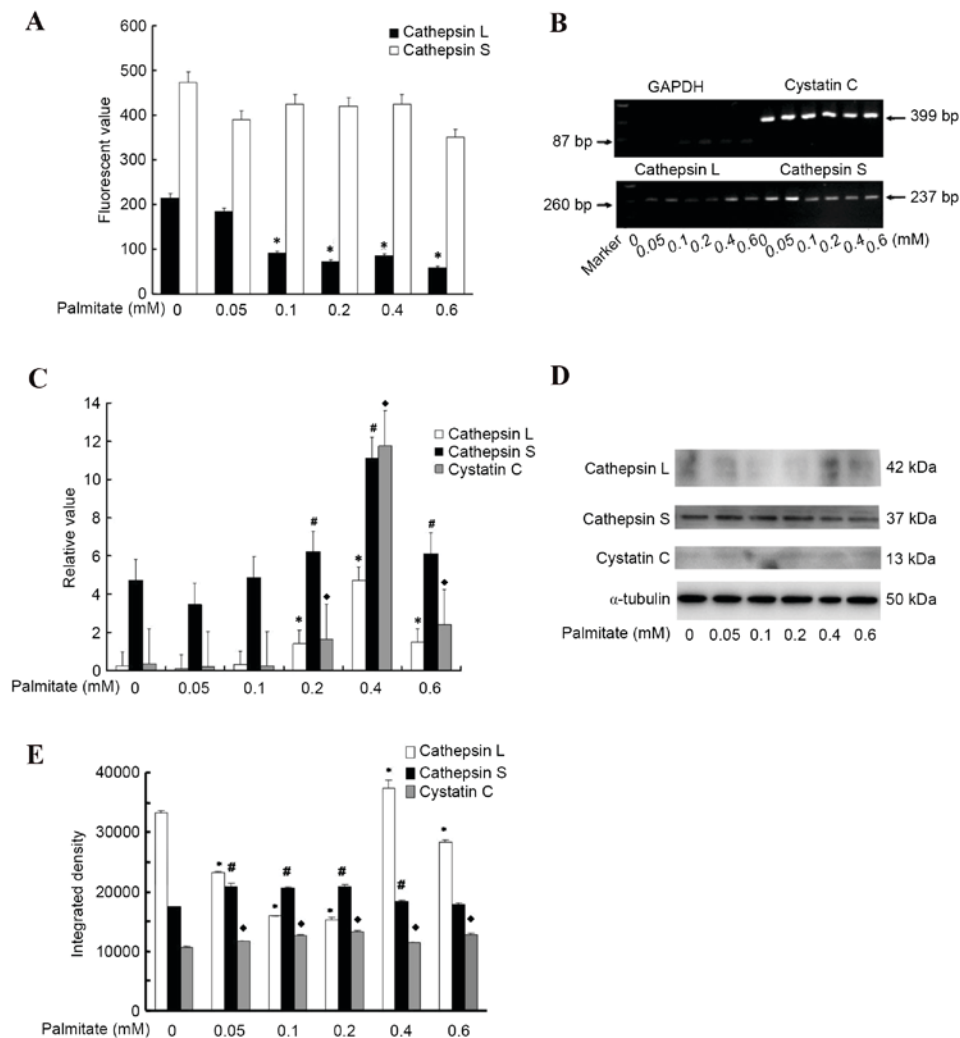 A
600
500
400
300
200
100
0
Fluorescent value
Cathepsin L
Cathepsin S
* * * *
Palmitate (mM) 0 0.05 0.1 0.2 0.4 0.6
B
GAPDH Cystatin C
87 bp 399 bp
Cathepsin L Cathepsin S
260 bp 237 bp
Marker 0 0.05 0.1 0.2 0.4 0.6 0 0.05 0.1 0.2 0.4 0.6 (mM)
C
14
12
10
8
6
4
2
0
Relative value
Cathepsin L
Cathepsin S
Cystatin C
* # ◆ * # ◆ * # ◆
Palmitate (mM) 0 0.05 0.1 0.2 0.4 0.6
D
Cathepsin L 42 kDa
Cathepsin S 37 kDa
Cystatin C 13 kDa
α-tubulin 50 kDa
Palmitate (mM) 0 0.05 0.1 0.2 0.4 0.6
E
40000
30000
20000
10000
0
Integrated density
Cathepsin L
Cathepsin S
Cystatin C
* # ◆ * # ◆ * # ◆ * # ◆ * ◆
Palmitate (mM) 0 0.05 0.1 0.2 0.4 0.6